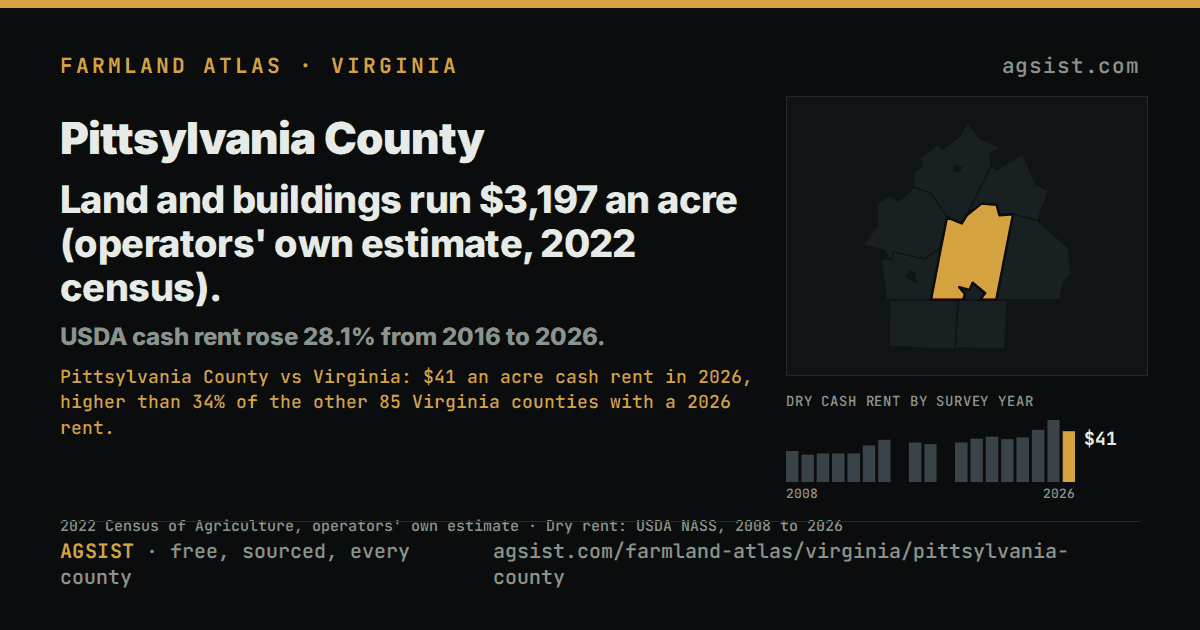 FARMLAND ATLAS · VIRGINIA
agsist.com
Pittsylvania County
Land and buildings run $3,197 an acre
(operators' own estimate, 2022
census).
USDA cash rent rose 28.1% from 2016 to 2026.
Pittsylvania County vs Virginia: $41 an acre cash rent in 2026,
higher than 34% of the other 85 Virginia counties with a 2026
rent.
DRY CASH RENT BY SURVEY YEAR
$41
2008
2026
2022 Census of Agriculture, operators' own estimate · Dry rent: USDA NASS, 2008 to 2026
AGSIST · free, sourced, every
county
agsist.com/farmland-atlas/virginia/pittsylvania-
county